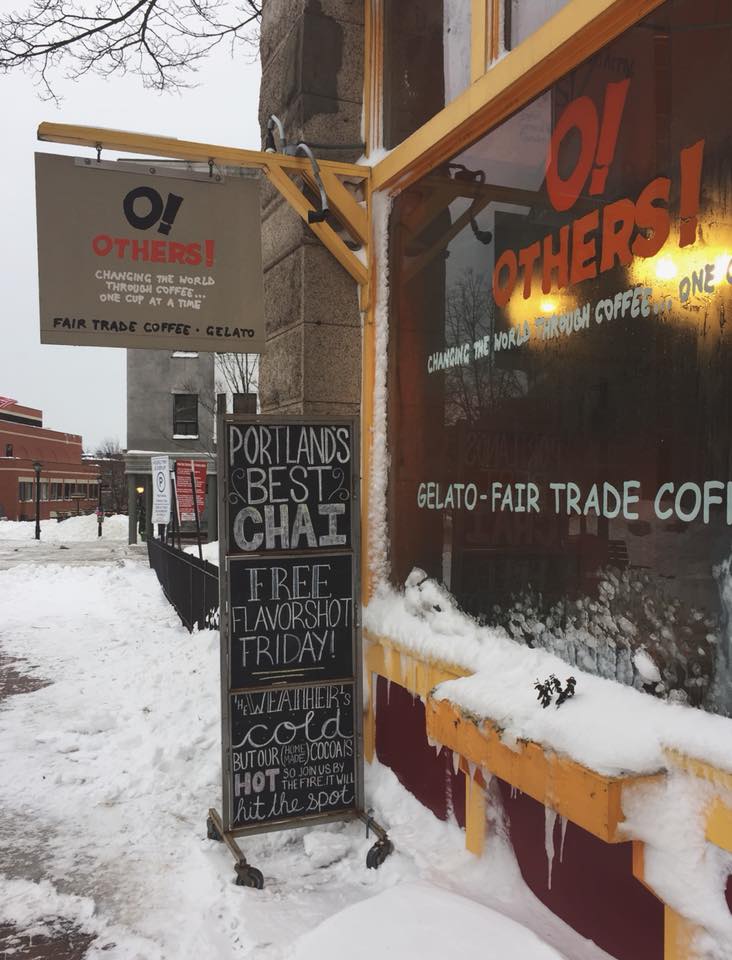 O!
OTHERS!
CHANGING THE WORLD
THROUGH COFFEE...
ONE CUP AT A TIME
FAIR TRADE COFFEE • GELATO
O!
OTHERS!
CHANGING THE WORLD THROUGH COFFEE... ONE
GELATO-FAIR TRADE COF
PORTLAND'S
BEST
CHAI
FREE
FLAVORSHOT
FRIDAY!
THE WEATHER'S
cold
BUT OUR (HOME MADE) COCOA IS
HOT SO JOIN US BY
THE FIRE. IT WILL
hit the spot
P